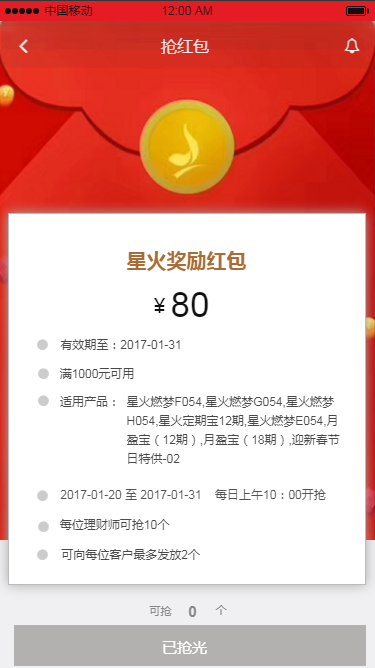 中国移动 12:00 AM
抢红包
星火奖励红包
¥ 80
有效期至：2017-01-31
满1000元可用
适用产品： 星火燃梦F054,星火燃梦G054,星火燃梦
H054,星火定期宝12期,星火燃梦E054,月
盈宝（12期）,月盈宝（18期）,迎新春节
日特供-02
2017-01-20 至 2017-01-31 每日上午10：00开抢
每位理财师可抢10个
可向每位客户最多发放2个
可抢 0 个
已抢光